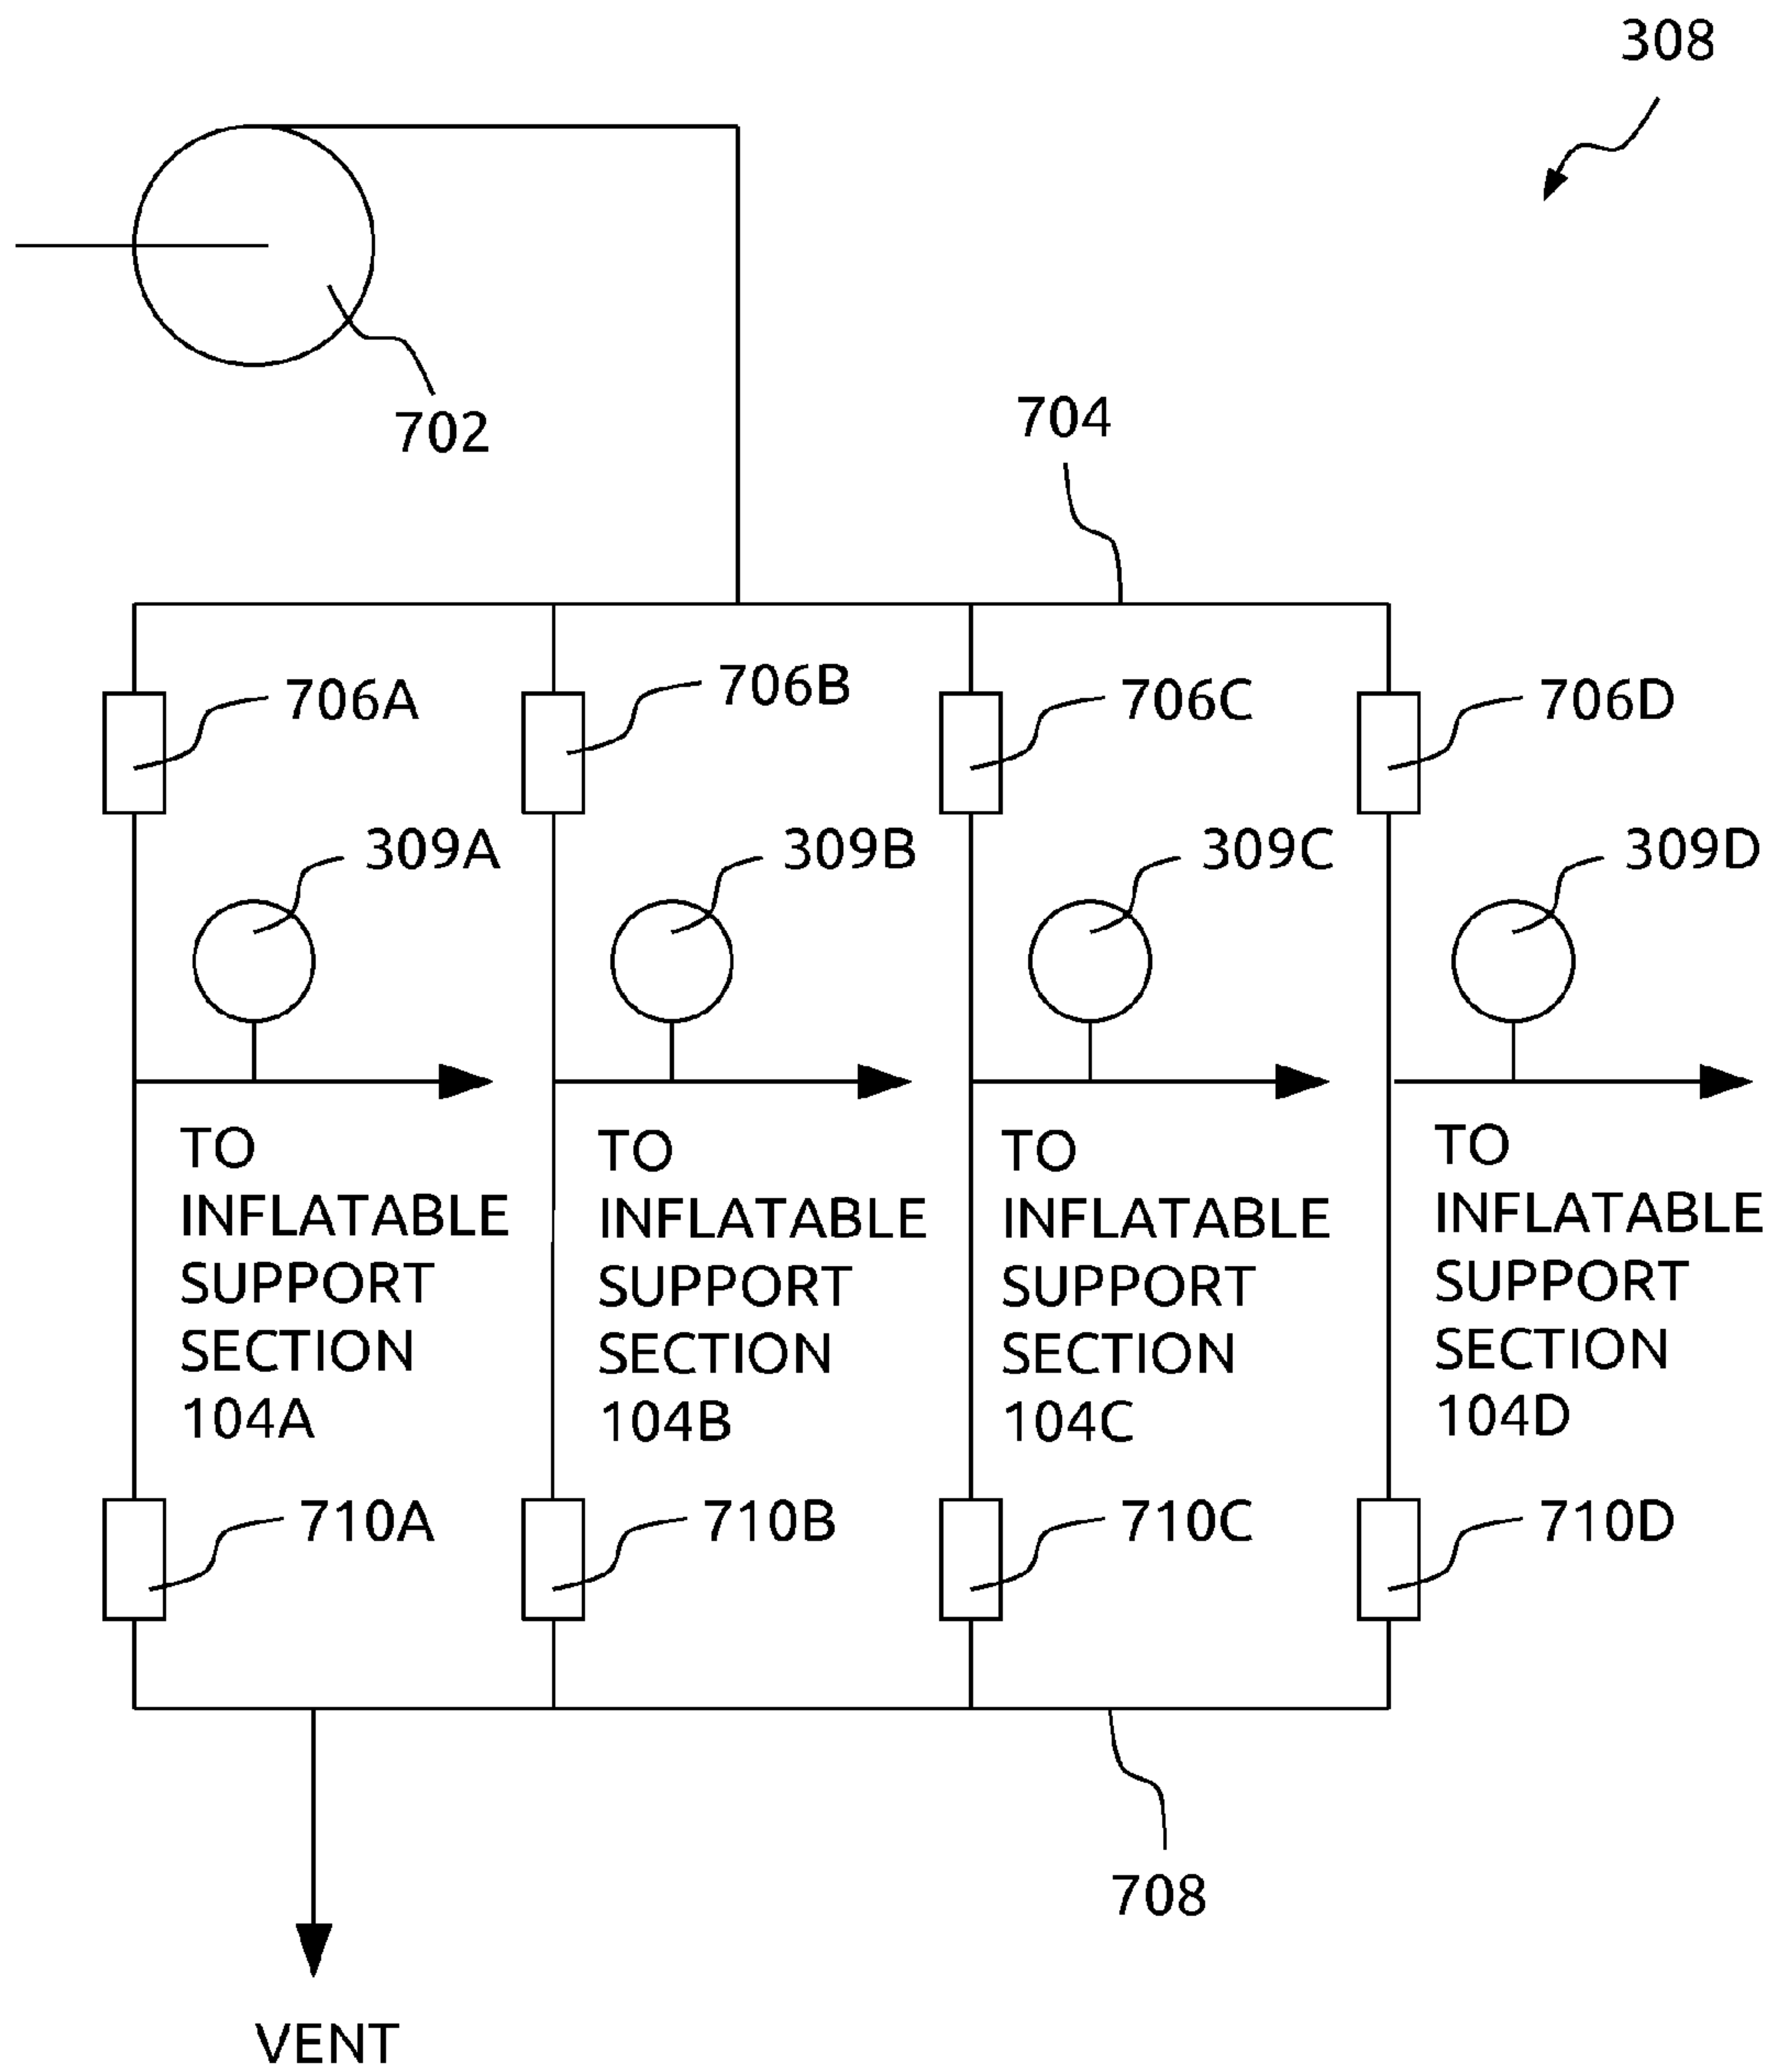 308
702
704
706A
706B
706C
706D
309A
309B
309C
309D
TO
INFLATABLE
SUPPORT
SECTION
104A
TO
INFLATABLE
SUPPORT
SECTION
104B
TO
INFLATABLE
SUPPORT
SECTION
104C
TO
INFLATABLE
SUPPORT
SECTION
104D
710A
710B
710C
710D
708
VENT